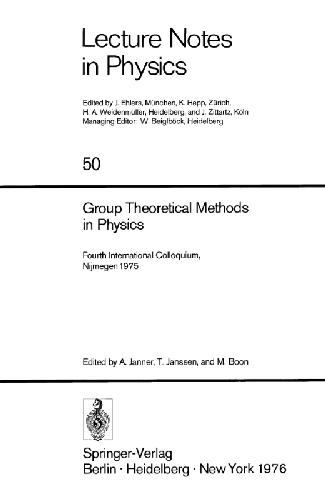 Lecture Notes
in Physics
Edited by J. Ehlers, München, K. Hepp, Zürich,
H. A. Weidenmüller, Heidelberg, and J. Zittartz, Köln
Managing Editor: W. Beiglböck, Heidelberg
50
Group Theoretical Methods
in Physics
Fourth International Colloquium,
Nijmegen 1975
Edited by A. Janner, T. Janssen, and M. Boon
Springer-Verlag
Berlin · Heidelberg · New York 1976